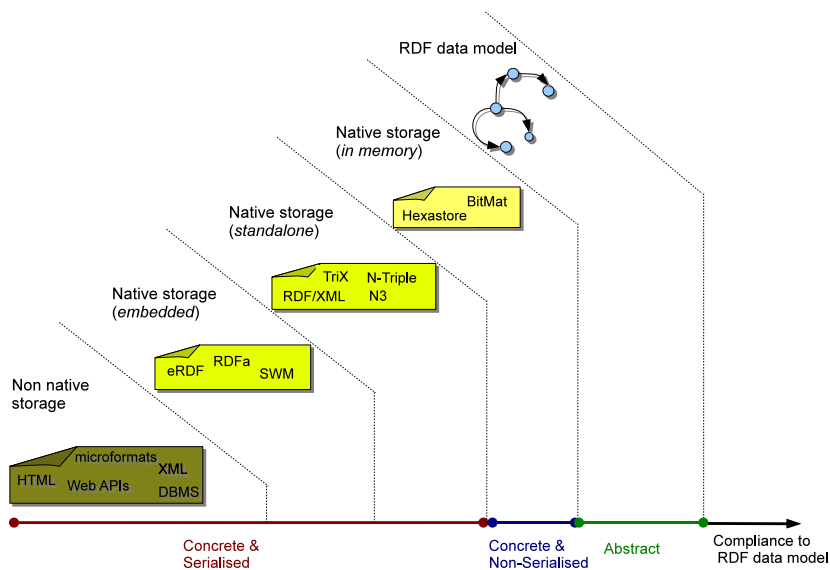 RDF data model
Native storage
(in memory)
BitMat
Hexastore
Native storage
(standalone)
TriX N-Triple
RDF/XML N3
Native storage
(embedded)
RDFa
eRDF
SWM
Non native
storage
microformats
XML
HTML
Web APIs
DBMS
Concrete &
Serialised
Concrete &
Non-Serialised
Abstract
Compliance to
RDF data model